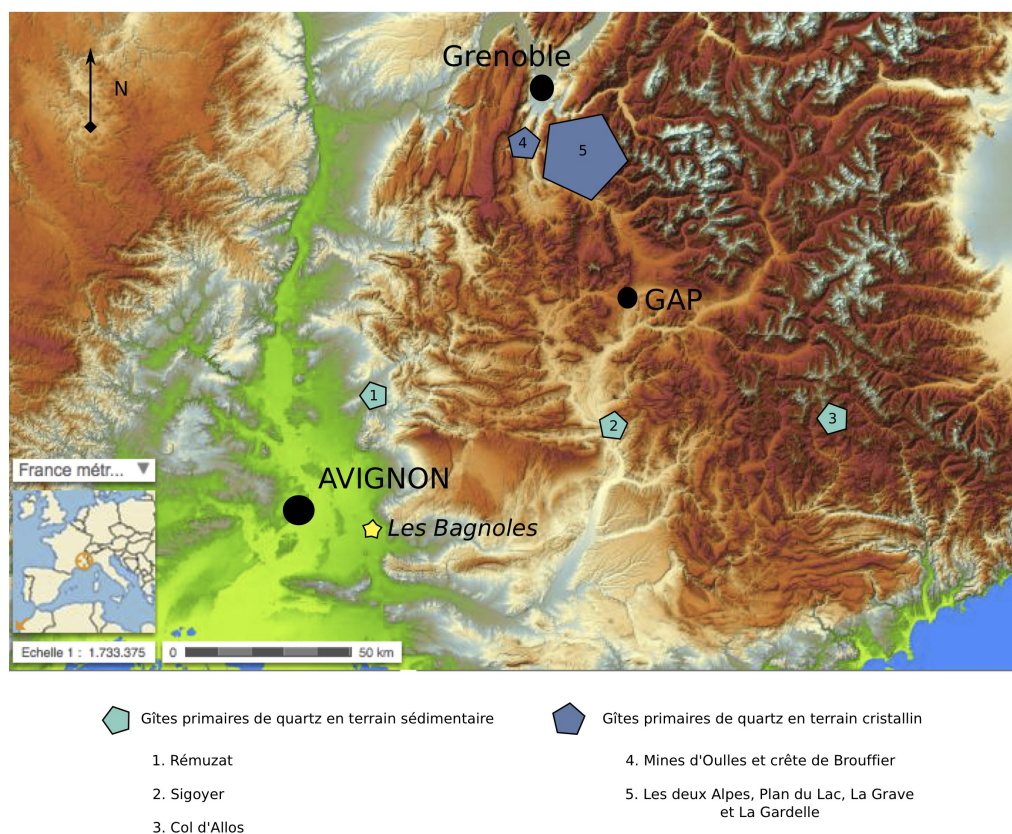 Grenoble
N
4
5
GAP
1
2
3
AVIGNON
Les Bagnoles
France métr...
Echelle 1 : 1.733.375
0 50 km
Gîtes primaires de quartz en terrain sédimentaire
1. Rémuzat
2. Sigoyer
3. Col d'Allos
Gîtes primaires de quartz en terrain cristallin
4. Mines d'Oulles et crête de Brouffier
5. Les deux Alpes, Plan du Lac, La Grave
et La Gardelle